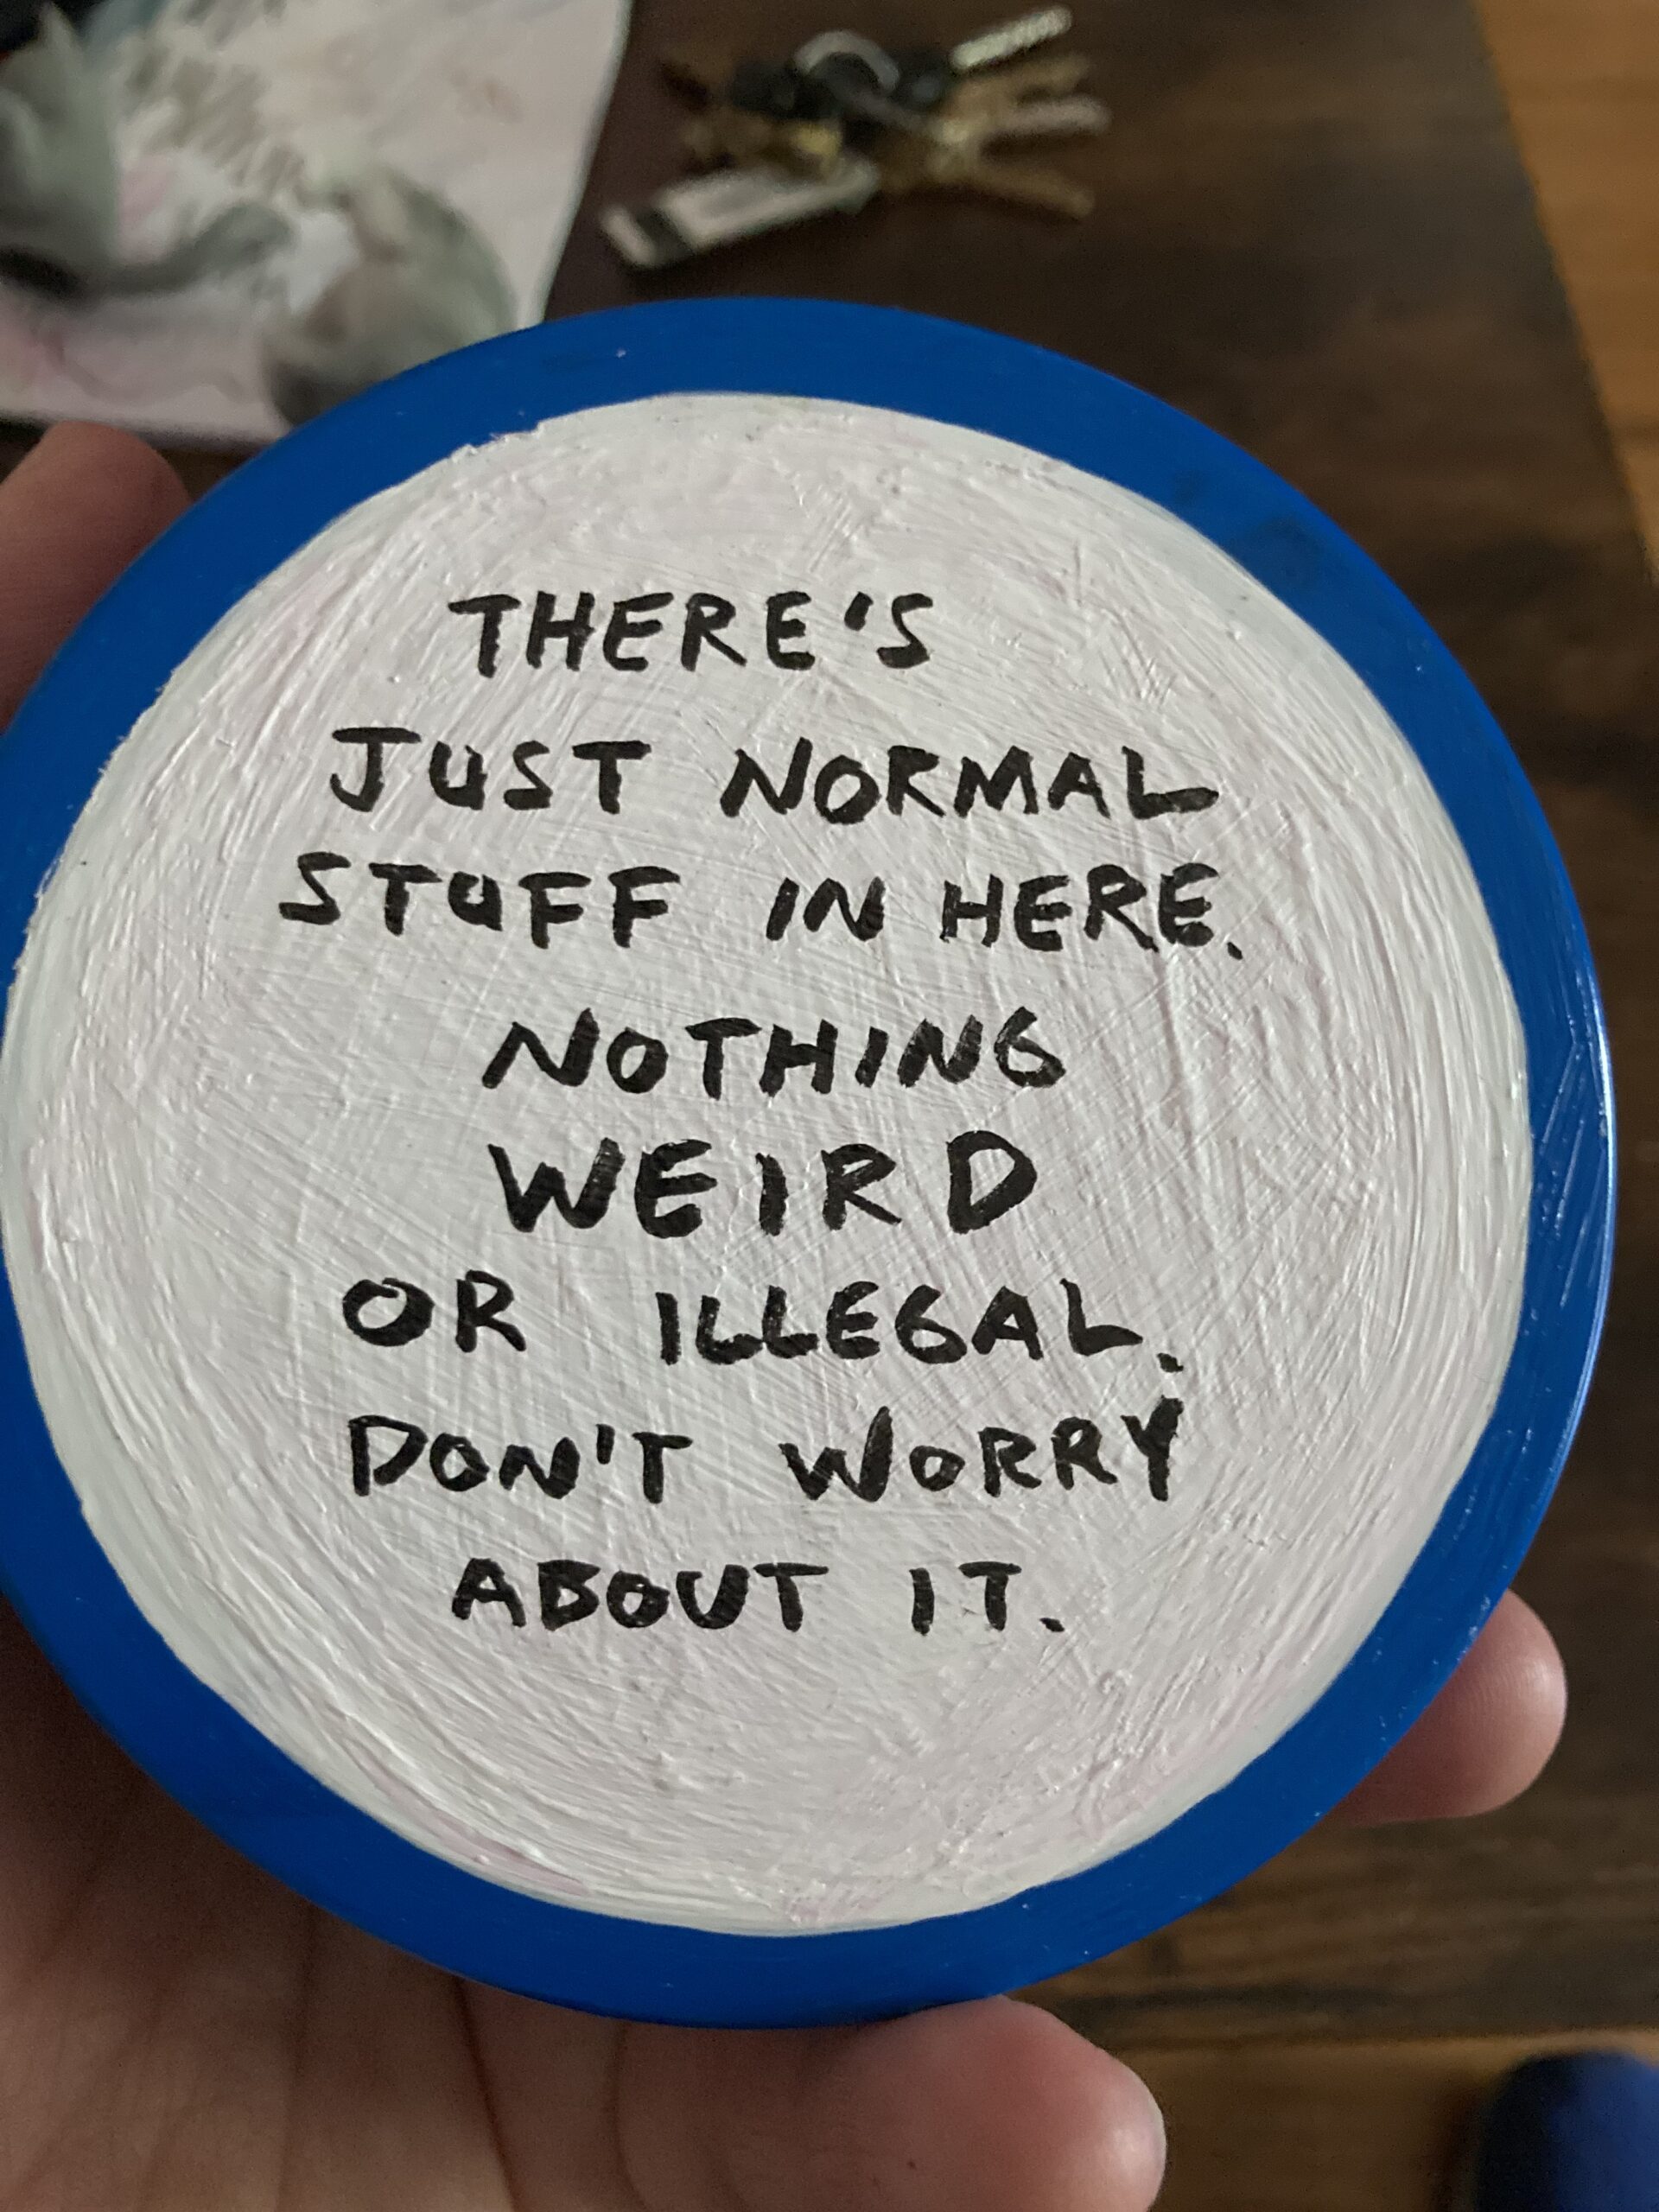 THERE'S
JUST NORMAL
STUFF IN HERE.
NOTHING
WEIRD
OR ILLEGAL.
DON'T WORRY
ABOUT IT.